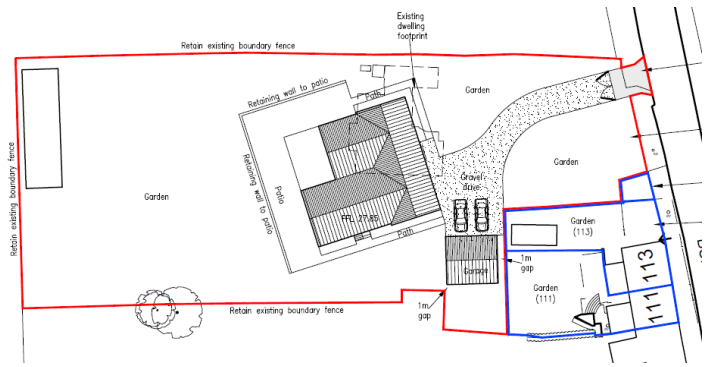 Existing
dwelling
footprint
Retain existing boundary fence
Retaining wall to patio
Path
Garden
Garden
Gravel
drive
Retain existing boundary fence
Retaining wall to patio
Patio
Garden
FFL 27.85
Path
Garden
(113)
Garage
1m
gap
Garden
(111)
113
111
1m
gap
Retain existing boundary fence